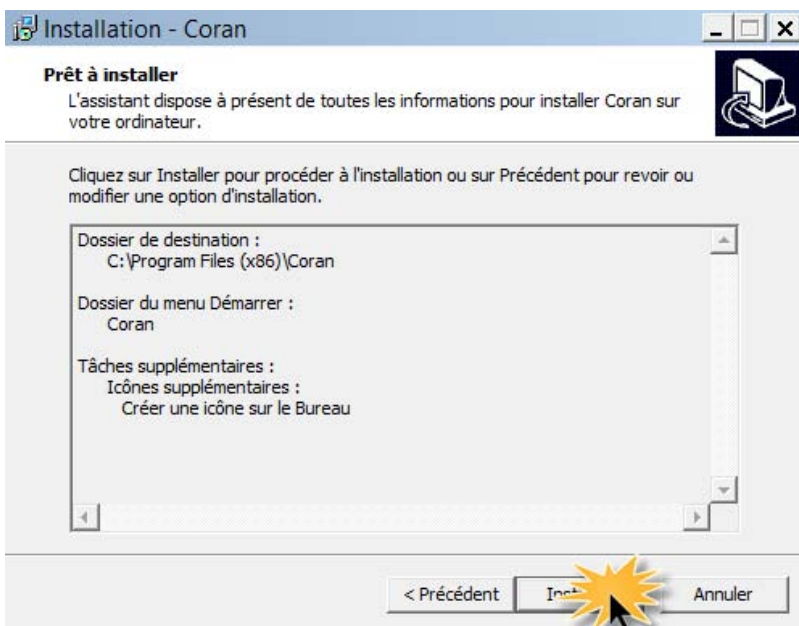 Installation - Coran
Prêt à installer
L'assistant dispose à présent de toutes les informations pour installer Coran sur
votre ordinateur.
Cliquez sur Installer pour procéder à l'installation ou sur Précédent pour revoir ou
modifier une option d'installation.
Dossier de destination :
C:\Program Files (x86)\Coran
Dossier du menu Démarrer :
Coran
Tâches supplémentaires :
Icônes supplémentaires :
Créer une icône sur le Bureau
< Précédent
Annuler